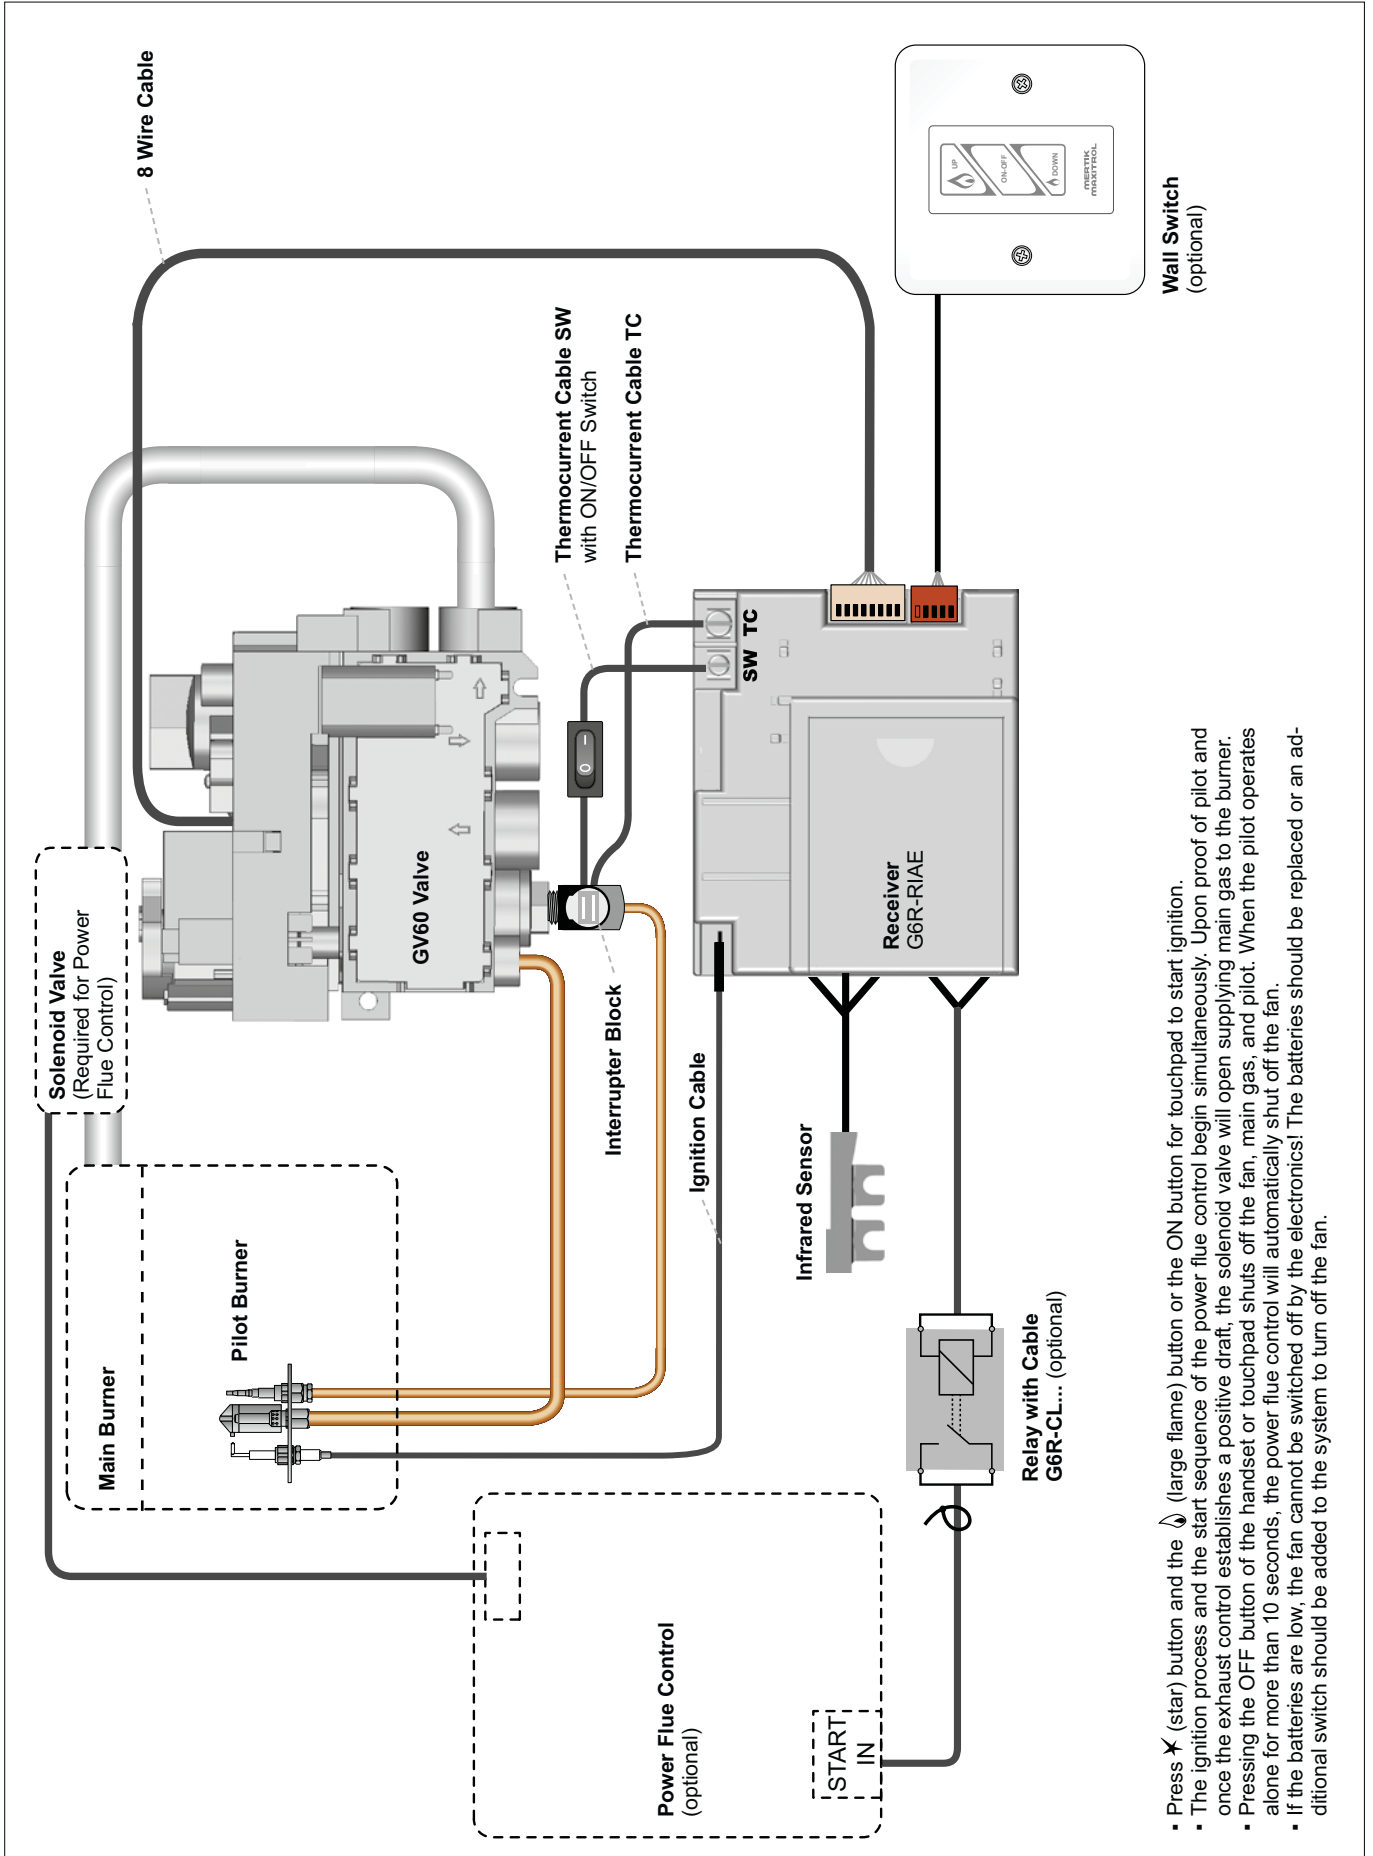 Solenoid Valve
(Required for Power
Flue Control)
8 Wire Cable
Main Burner
Pilot Burner
GV60 Valve
Thermocurrent Cable SW
with ON/OFF Switch
Thermocurrent Cable TC
0 I
Interrupter Block
Ignition Cable
SW TC
Receiver
G6R-RIAE
Infrared Sensor
UP
ON-OFF
DOWN
MERTIK
MAXITROL
Wall Switch
(optional)
Power Flue Control
(optional)
START
IN
Relay with Cable
G6R-CL... (optional)
▪ Press (star) button and the (large flame) button or the ON button for touchpad to start ignition.
▪ The ignition process and the start sequence of the power flue control begin simultaneously. Upon proof of pilot and
once the exhaust control establishes a positive draft, the solenoid valve will open supplying main gas to the burner.
▪ Pressing the OFF button of the handset or touchpad shuts off the fan, main gas, and pilot. When the pilot operates
alone for more than 10 seconds, the power flue control will automatically shut off the fan.
▪ If the batteries are low, the fan cannot be switched off by the electronics! The batteries should be replaced or an ad-
ditional switch should be added to the system to turn off the fan.